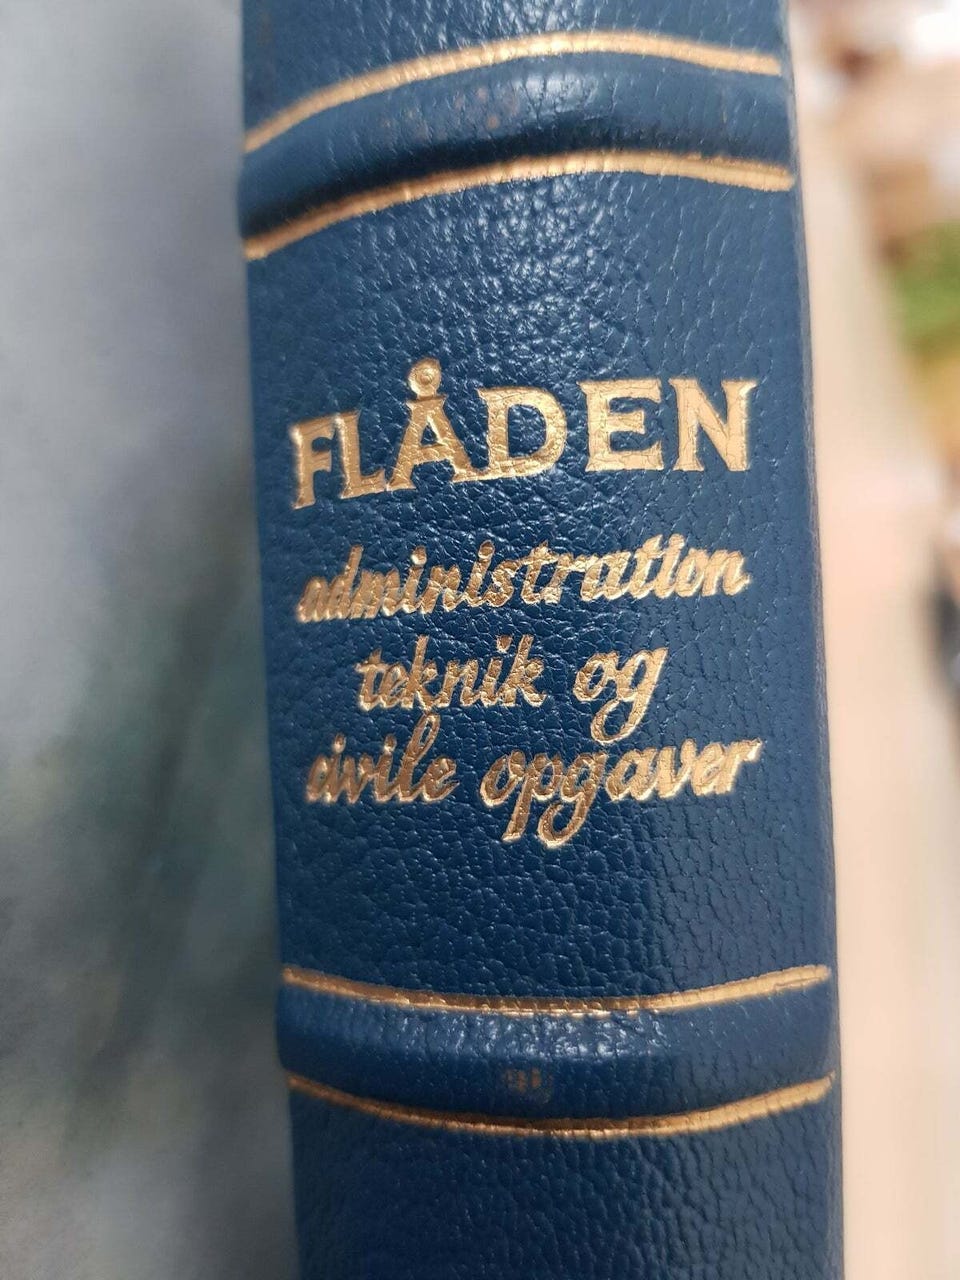 FLÅDEN
administration
teknik og
civile opgaver